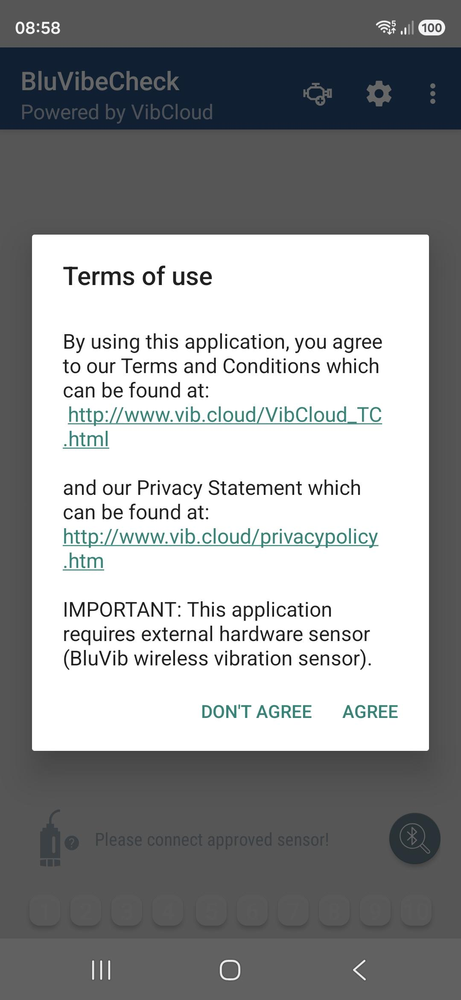 08:58
5
100
BluVibeCheck
Powered by VibCloud
Terms of use
By using this application, you agree
to our Terms and Conditions which
can be found at:
http://www.vib.cloud/VibCloud_TC
.html
and our Privacy Statement which
can be found at:
http://www.vib.cloud/privacypolicy
.htm
IMPORTANT: This application
requires external hardware sensor
(BluVib wireless vibration sensor).
DON'T AGREE AGREE
? Please connect approved sensor!
1 2 3 4 5 6 7 8 9 10